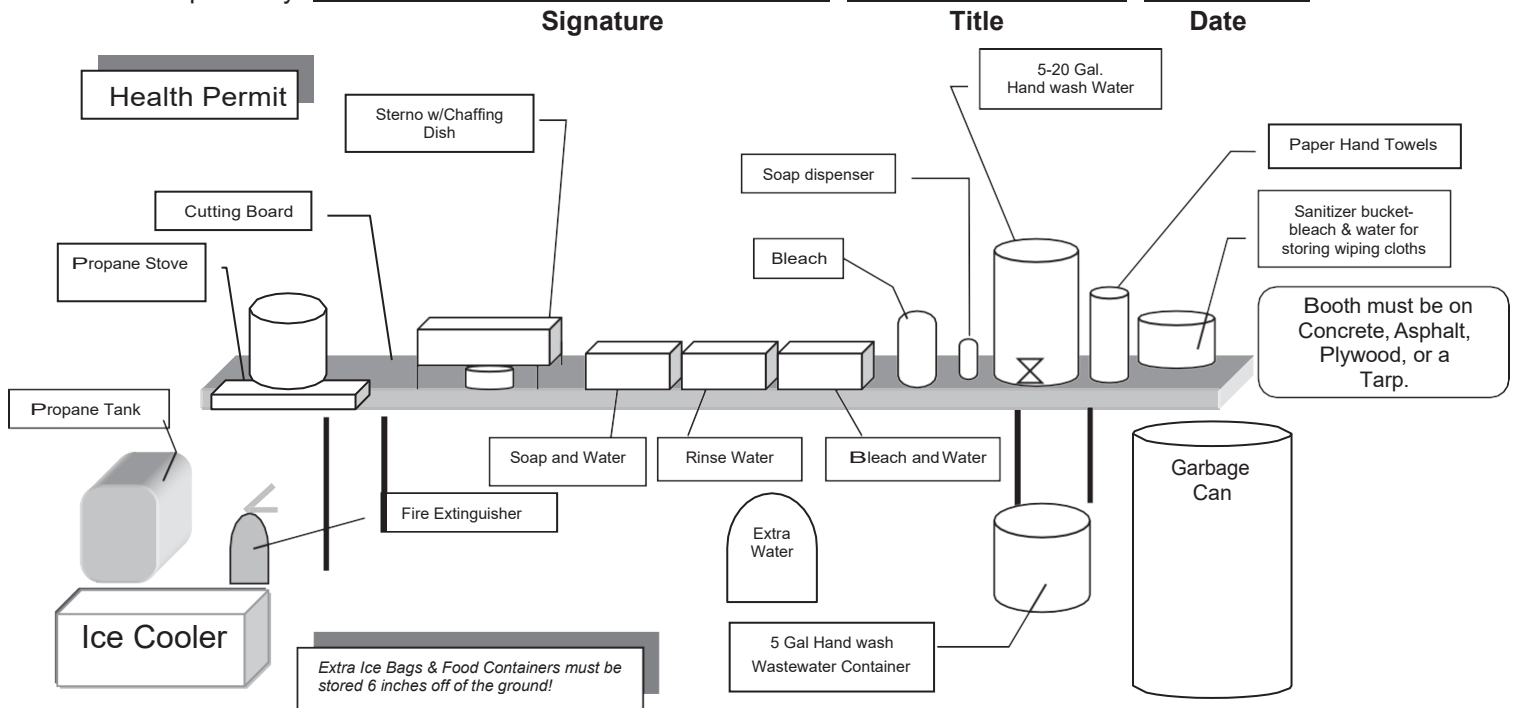 Signature Title Date
Health Permit
5-20 Gal.
Hand wash Water
Sterno w/Chaffing
Dish
Paper Hand Towels
Soap dispenser
Cutting Board
Sanitizer bucket-
bleach & water for
storing wiping cloths
Propane Stove
Bleach
Booth must be on
Concrete, Asphalt,
Plywood, or a
Tarp.
Propane Tank
Soap and Water
Rinse Water
Bleach and Water
Garbage
Can
Fire Extinguisher
Extra
Water
Ice Cooler
5 Gal Hand wash
Wastewater Container
Extra Ice Bags & Food Containers must be
stored 6 inches off of the ground!